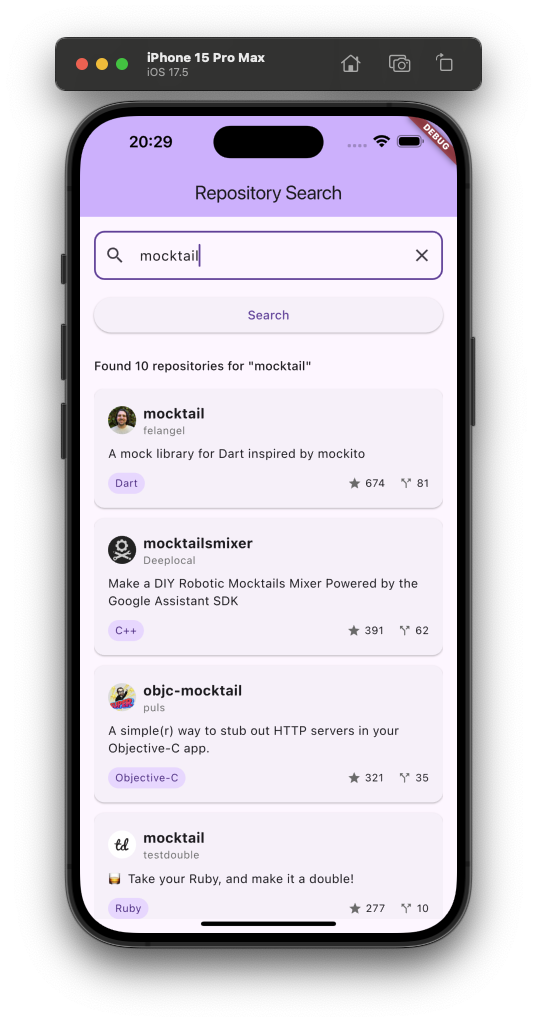 iPhone 15 Pro Max
iOS 17.5
20:29
DEBUG
Repository Search
mocktail
Search
Found 10 repositories for "mocktail"
mocktail
felangel
A mock library for Dart inspired by mockito
Dart
674 81
mocktailsmixer
Deeplocal
Make a DIY Robotic Mocktails Mixer Powered by the
Google Assistant SDK
C++
391 62
objc-mocktail
puls
A simple(r) way to stub out HTTP servers in your
Objective-C app.
Objective-C
321 35
td
mocktail
testdouble
🥃 Take your Ruby, and make it a double!
Ruby
277 10